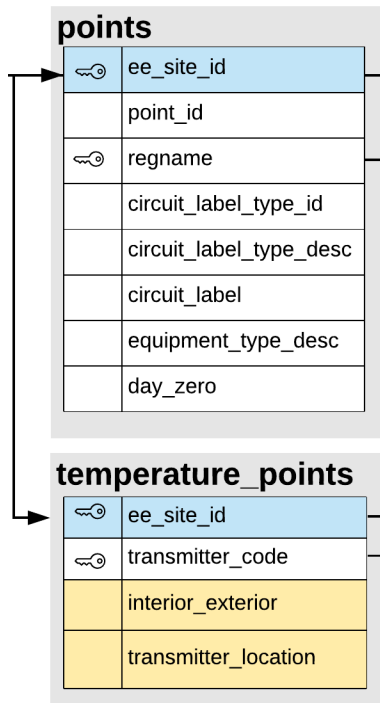 points
ee_site_id
point_id
regname
circuit_label_type_id
circuit_label_type_desc
circuit_label
equipment_type_desc
day_zero
temperature_points
ee_site_id
transmitter_code
interior_exterior
transmitter_location